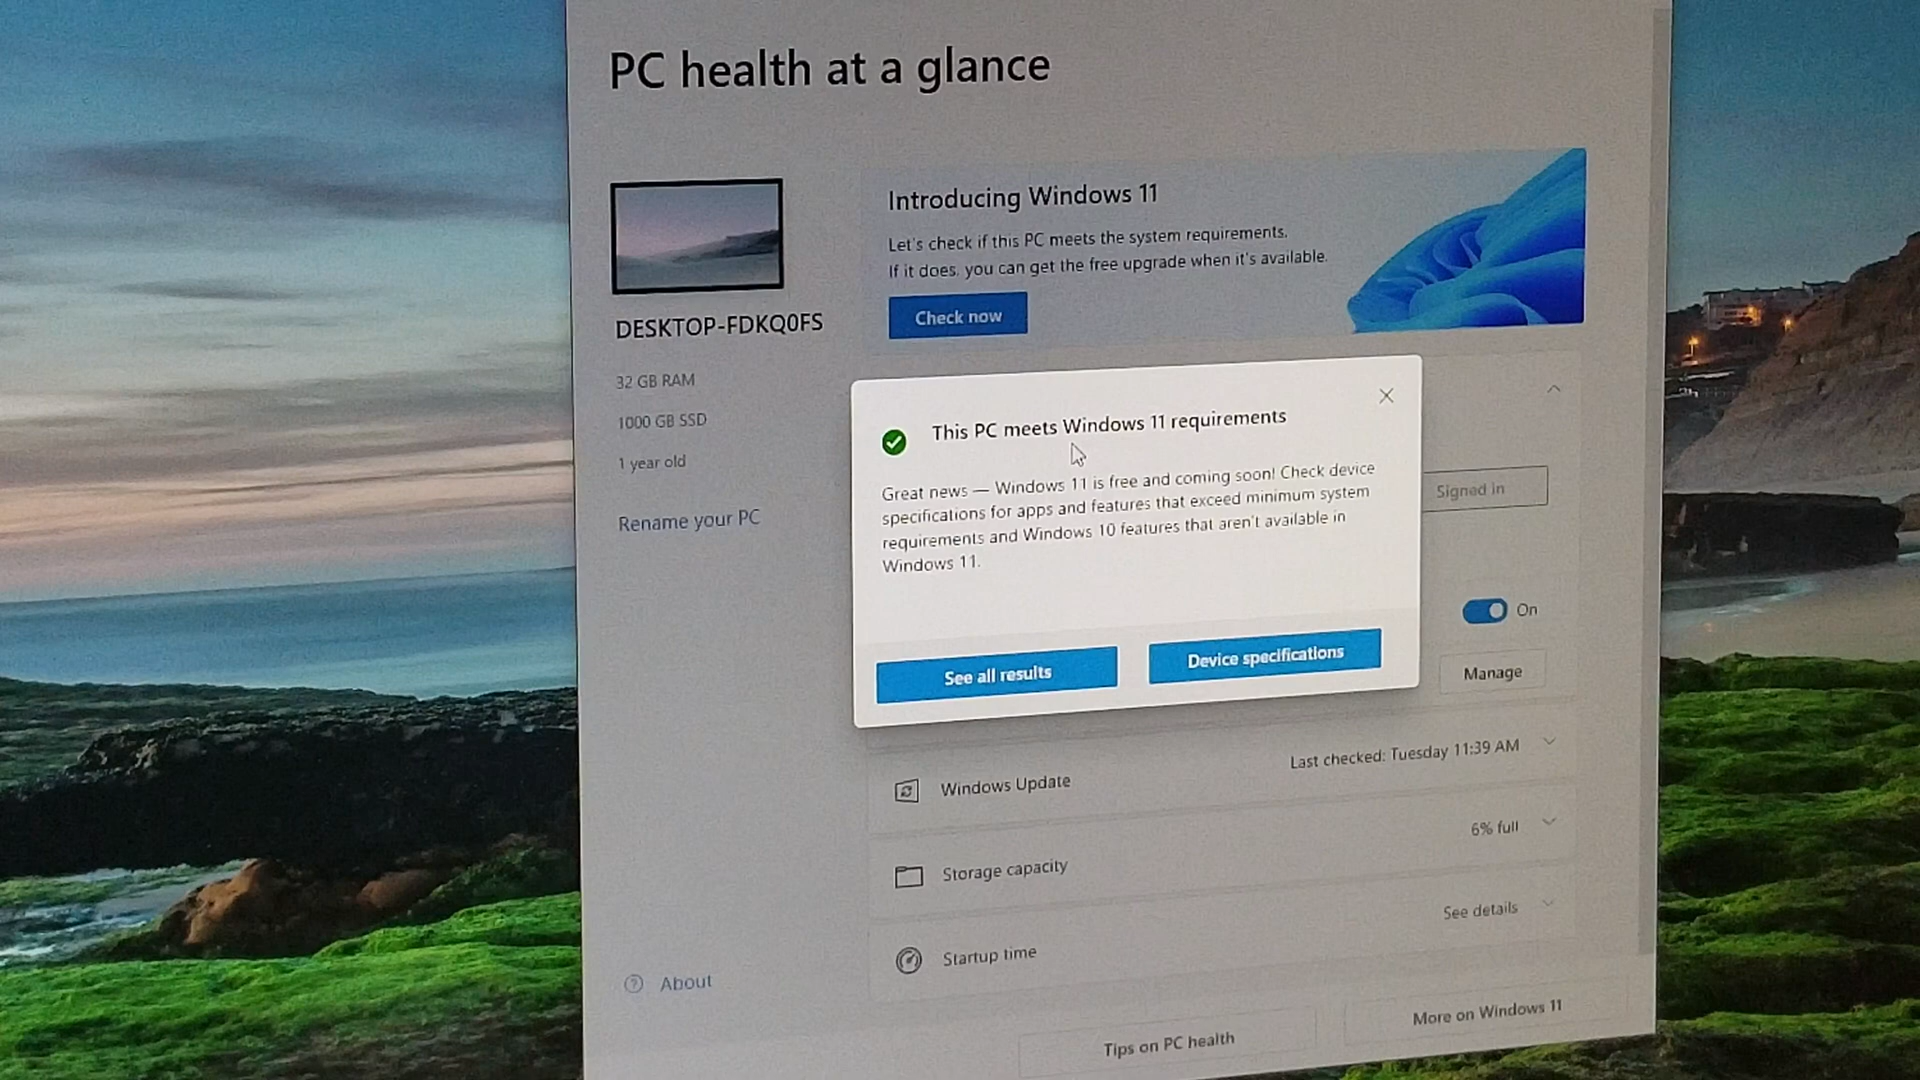 PC health at a glance
Introducing Windows 11
Let's check if this PC meets the system requirements.
If it does, you can get the free upgrade when it's available.
Check now
DESKTOP-FDKQ0FS
32 GB RAM
1000 GB SSD
1 year old
Rename your PC
This PC meets Windows 11 requirements
Great news — Windows 11 is free and coming soon! Check device
specifications for apps and features that exceed minimum system
requirements and Windows 10 features that aren't available in
Windows 11.
See all results
Device specifications
Signed in
On
Manage
Windows Update
Last checked: Tuesday 11:39 AM
Storage capacity
6% full
Startup time
See details
About
Tips on PC health
More on Windows 11